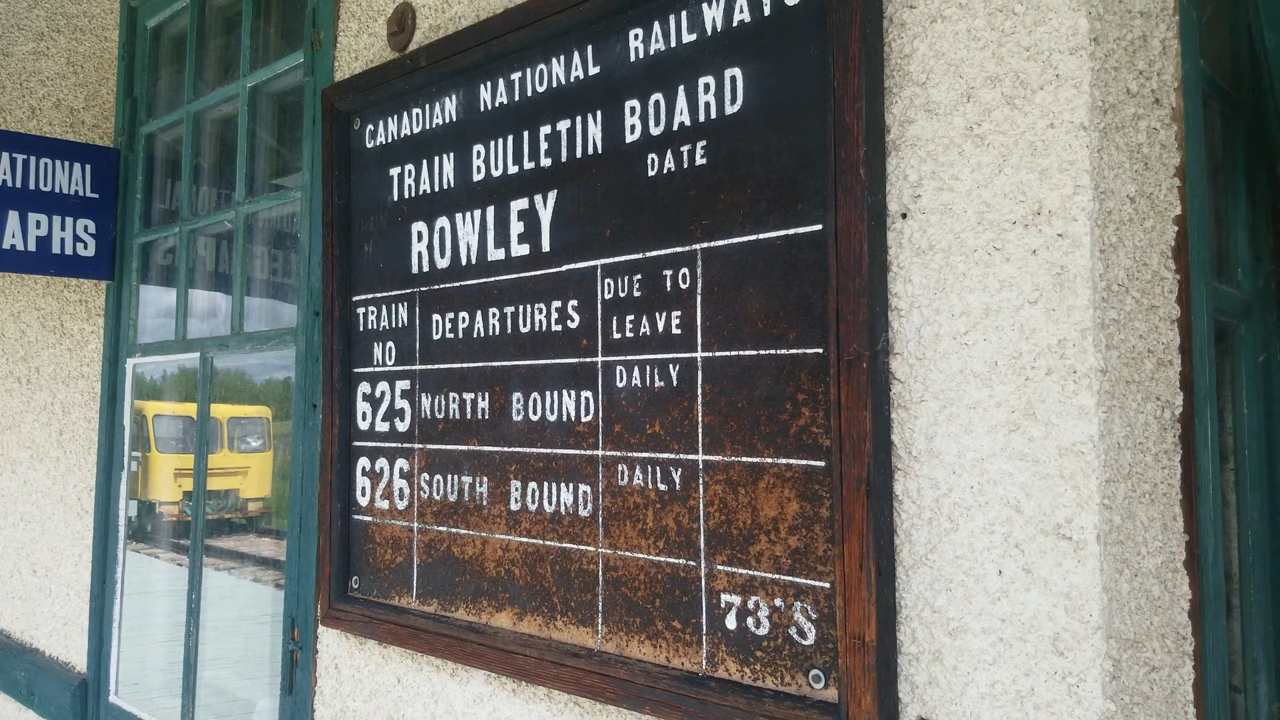 ATIONAL
APHS
CANADIAN NATIONAL RAILWAYS
TRAIN BULLETIN BOARD
DATE
ROWLEY
TRAIN NO
DEPARTURES
DUE TO LEAVE
625
NORTH BOUND
DAILY
626
SOUTH BOUND
DAILY
73'S